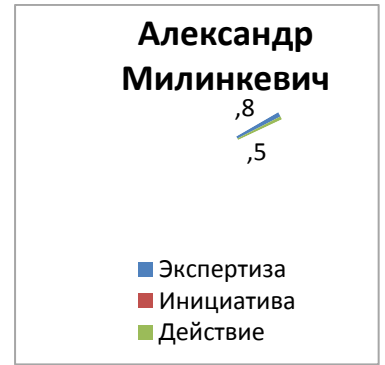 Александр
Милинкевич
,8
,5
Экспертиза
Инициатива
Действие